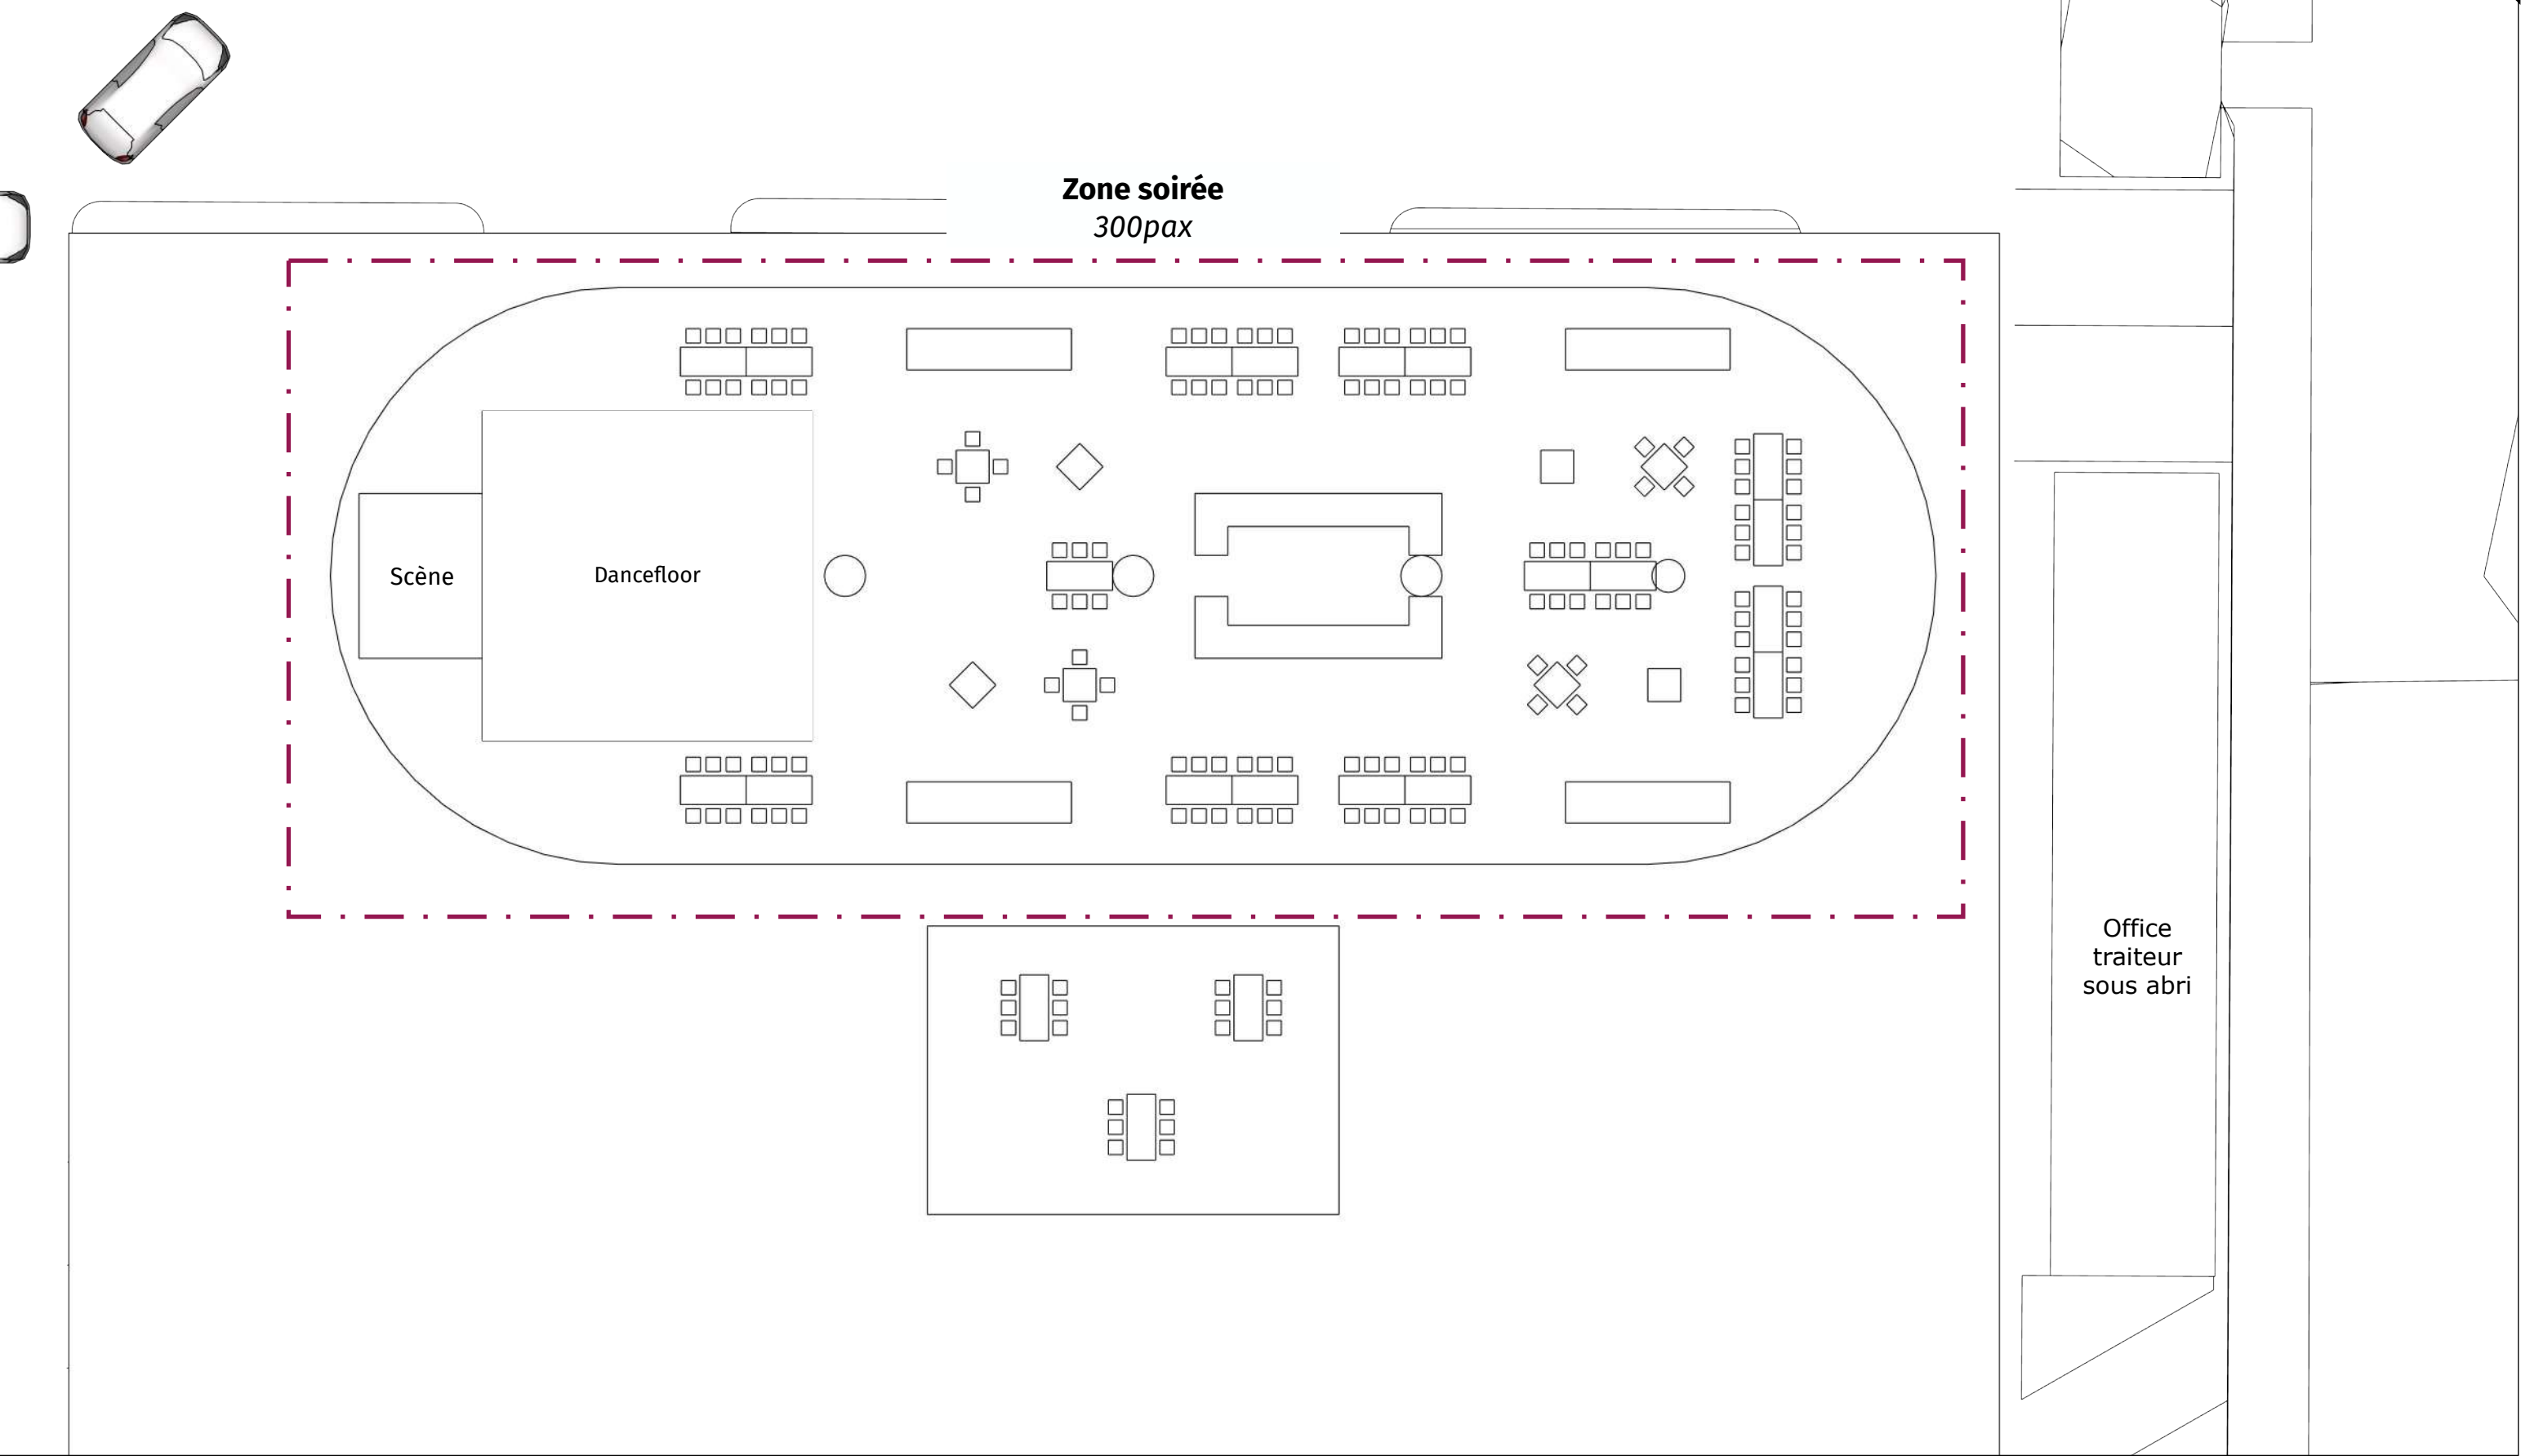 Zone soirée
300pax
Scène
Dancefloor
Office
traiteur
sous abri